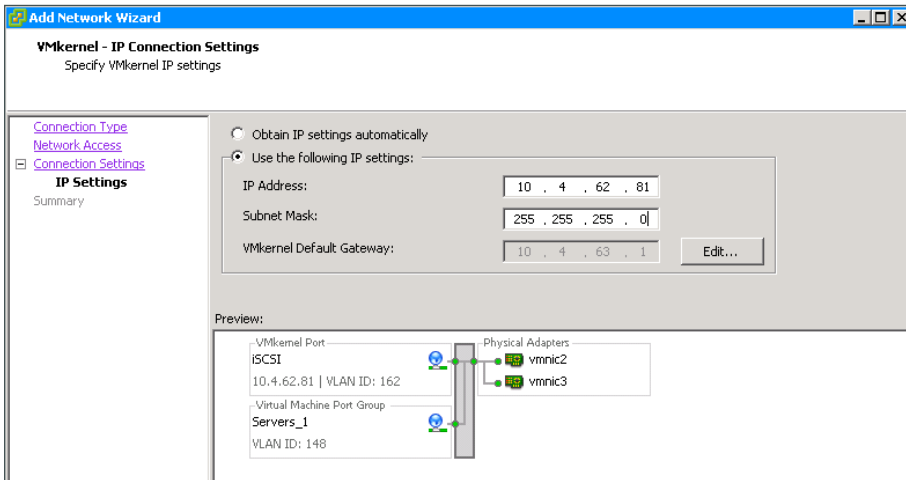 Add Network Wizard
VMkernel - IP Connection Settings
Specify VMkernel IP settings
Connection Type
Network Access
Connection Settings
IP Settings
Summary
Obtain IP settings automatically
Use the following IP settings:
IP Address: 10 . 4 . 62 . 81
Subnet Mask: 255 . 255 . 255 . 0
VMkernel Default Gateway: 10 . 4 . 63 . 1 Edit...
Preview:
VMkernel Port
iSCSI
10.4.62.81 | VLAN ID: 162
Virtual Machine Port Group
Servers_1
VLAN ID: 148
Physical Adapters
vmnic2
vmnic3